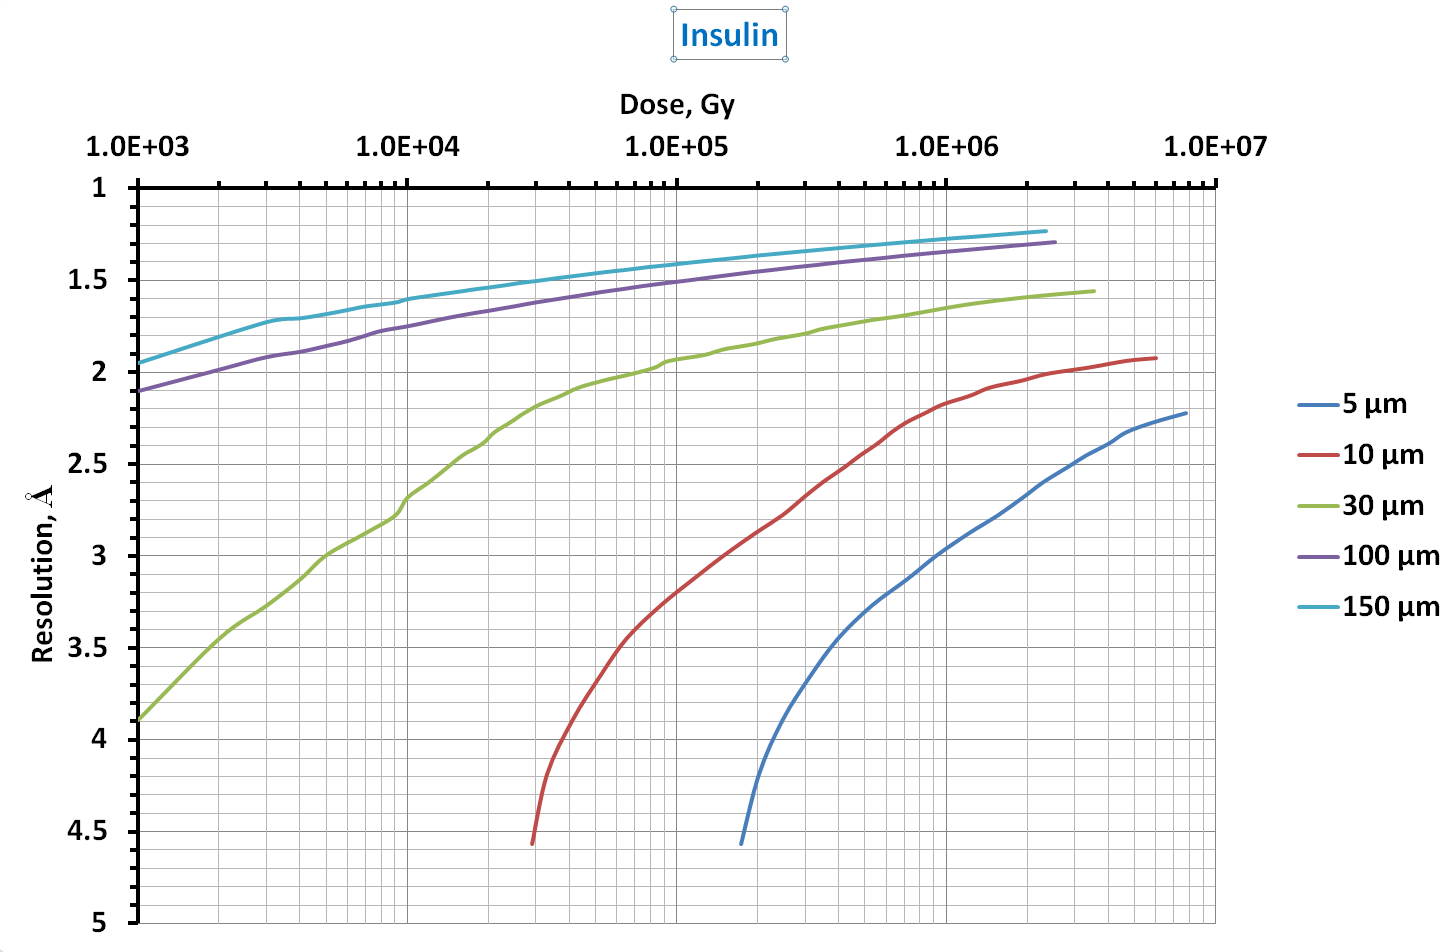 Insulin
Dose, Gy
1.0E+03 1.0E+04 1.0E+05 1.0E+06 1.0E+07
1
1.5
2
2.5
3
3.5
4
4.5
5
Resolution, Å
5 μm
10 μm
30 μm
100 μm
150 μm